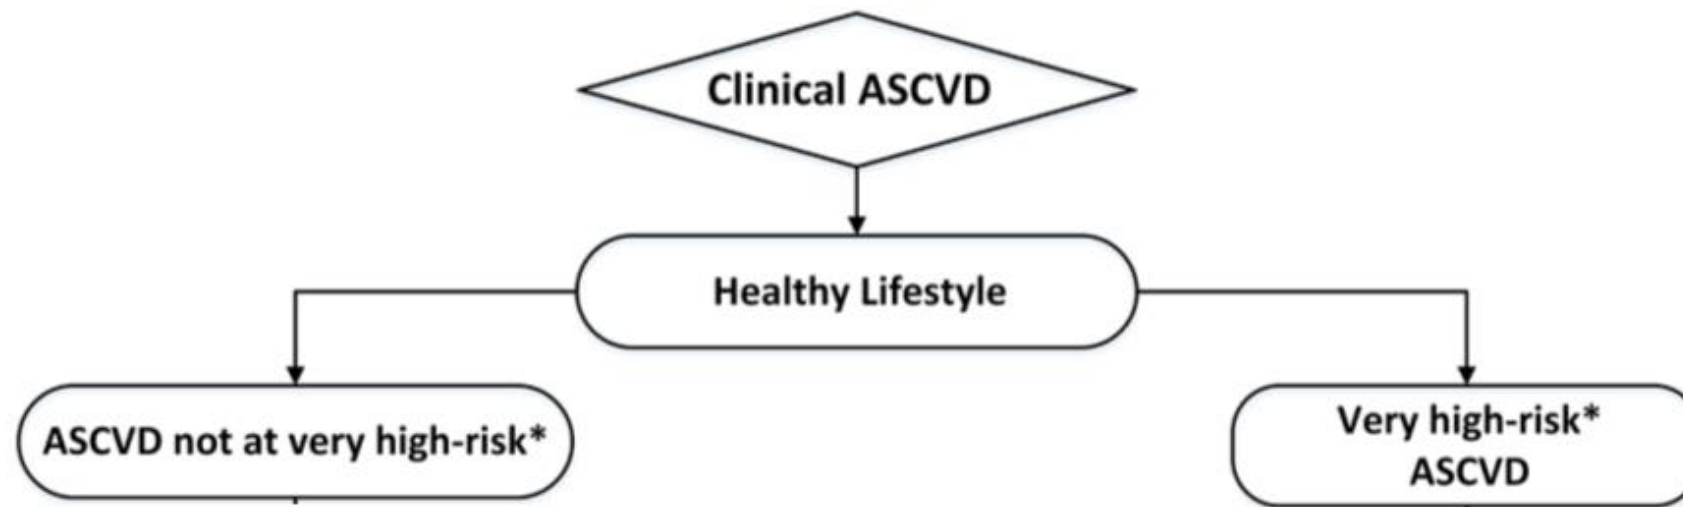 Clinical ASCVD
Healthy Lifestyle
ASCVD not at very high-risk*
Very high-risk*
ASCVD